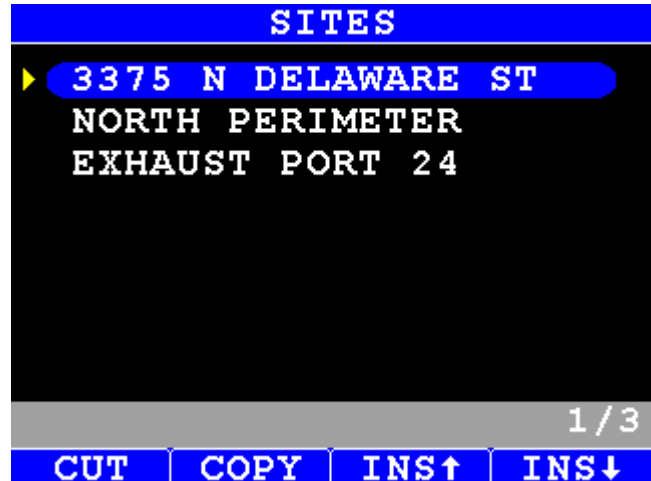 SITES
3375 N DELAWARE ST
NORTH PERIMETER
EXHAUST PORT 24
1/3
CUT COPY INS↑ INS↓